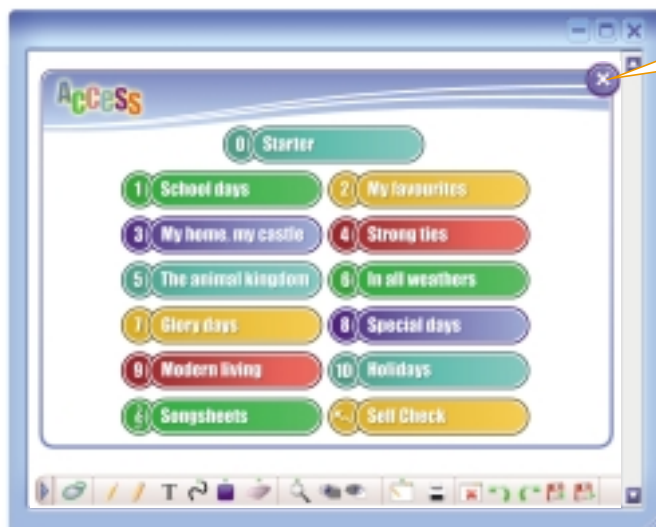 Access
0 Starter
1 School days 2 My favourites
3 My home, my castle 4 Strong ties
5 The animal kingdom 6 In all weathers
7 Glory days 8 Special days
9 Modern living 10 Holidays
Songsheets Self Check
T